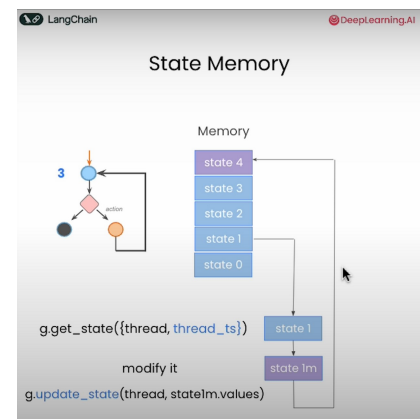 LangChain
DeepLearning.AI
State Memory
Memory
state 4
3
state 3
action
state 2
state 1
state 0
g.get_state({thread, thread_ts})
state 1
modify it
state 1m
g.update_state(thread, state1m.values)